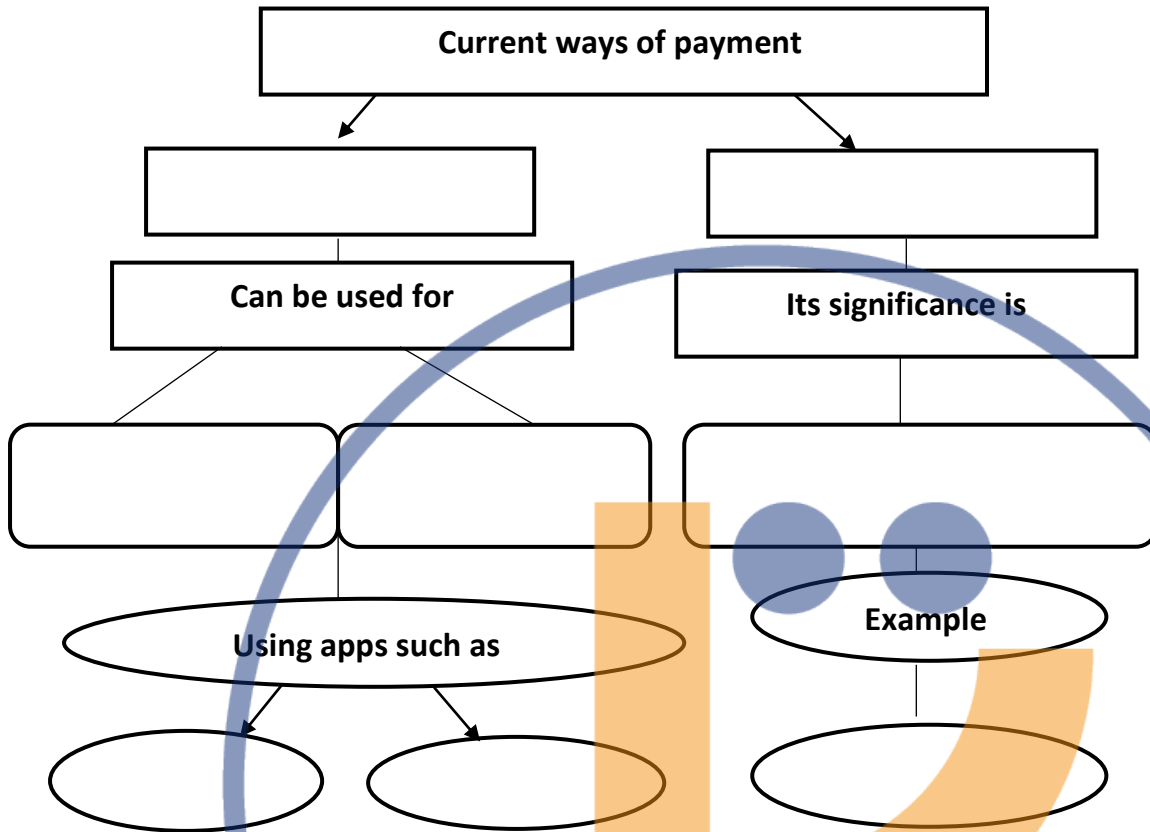 Current ways of payment
Can be used for
Its significance is
Example
Using apps such as